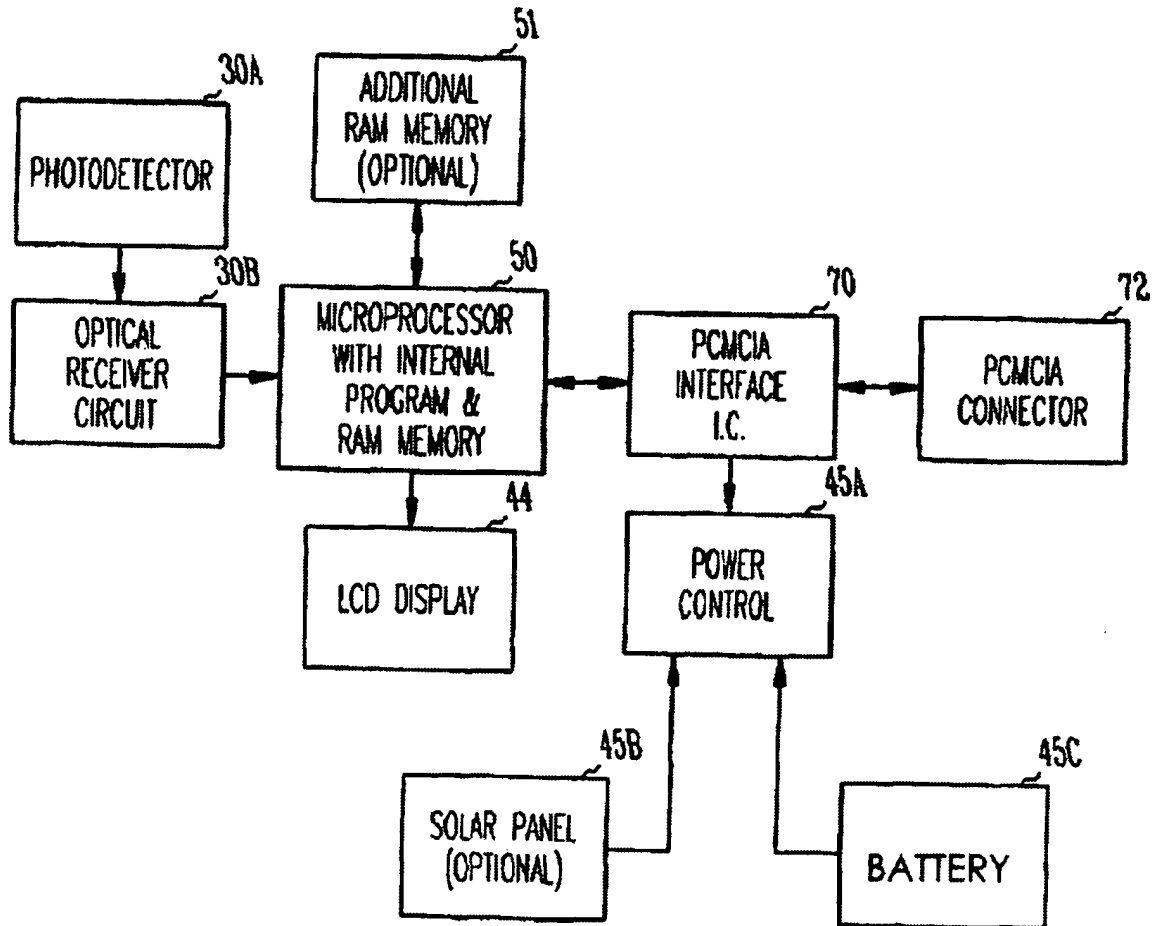 51
30A
ADDITIONAL
RAM MEMORY
(OPTIONAL)
PHOTODETECTOR
30B
50
70
72
OPTICAL
RECEIVER
CIRCUIT
MICROPROCESSOR
WITH INTERNAL
PROGRAM &
RAM MEMORY
PCMCIA
INTERFACE
I.C.
PCMCIA
CONNECTOR
44
45A
LCD DISPLAY
POWER
CONTROL
45B
45C
SOLAR PANEL
(OPTIONAL)
BATTERY